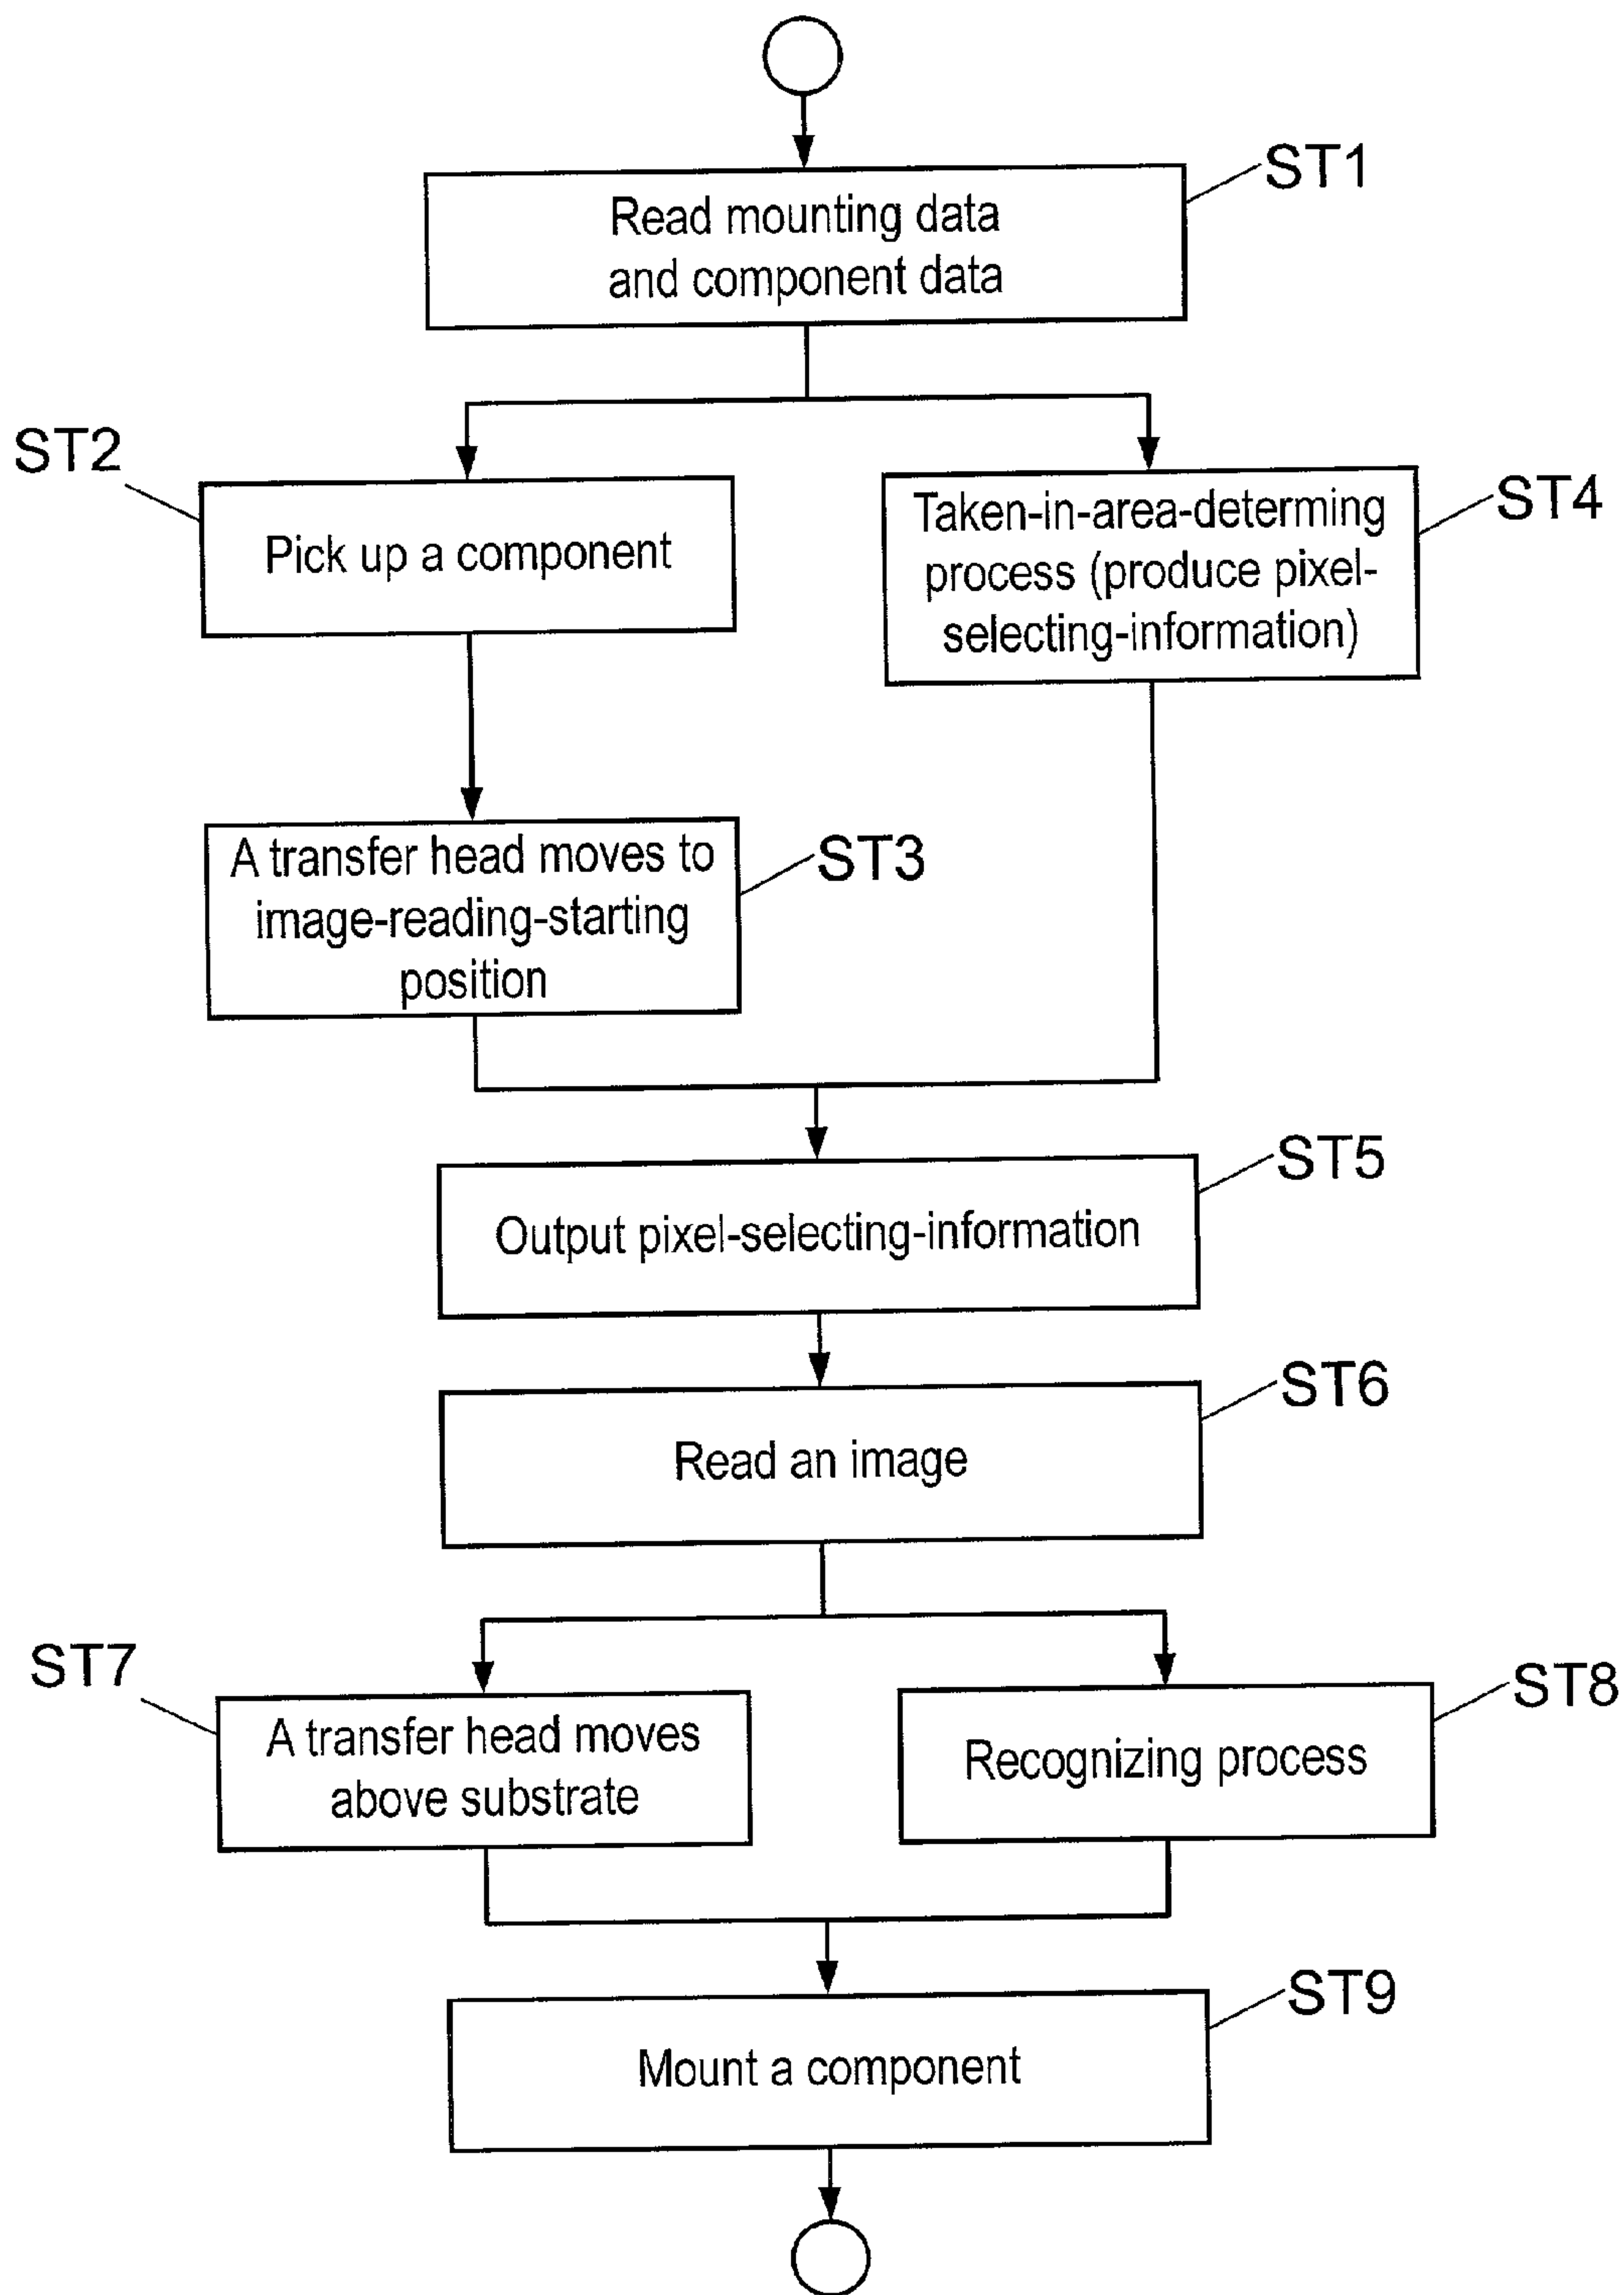 ST1
Read mounting data
and component data
ST2
Pick up a component
ST4
Taken-in-area-determing
process (produce pixel-
selecting-information)
A transfer head moves to
image-reading-starting
position
ST3
ST5
Output pixel-selecting-information
ST6
Read an image
ST7
A transfer head moves
above substrate
ST8
Recognizing process
ST9
Mount a component